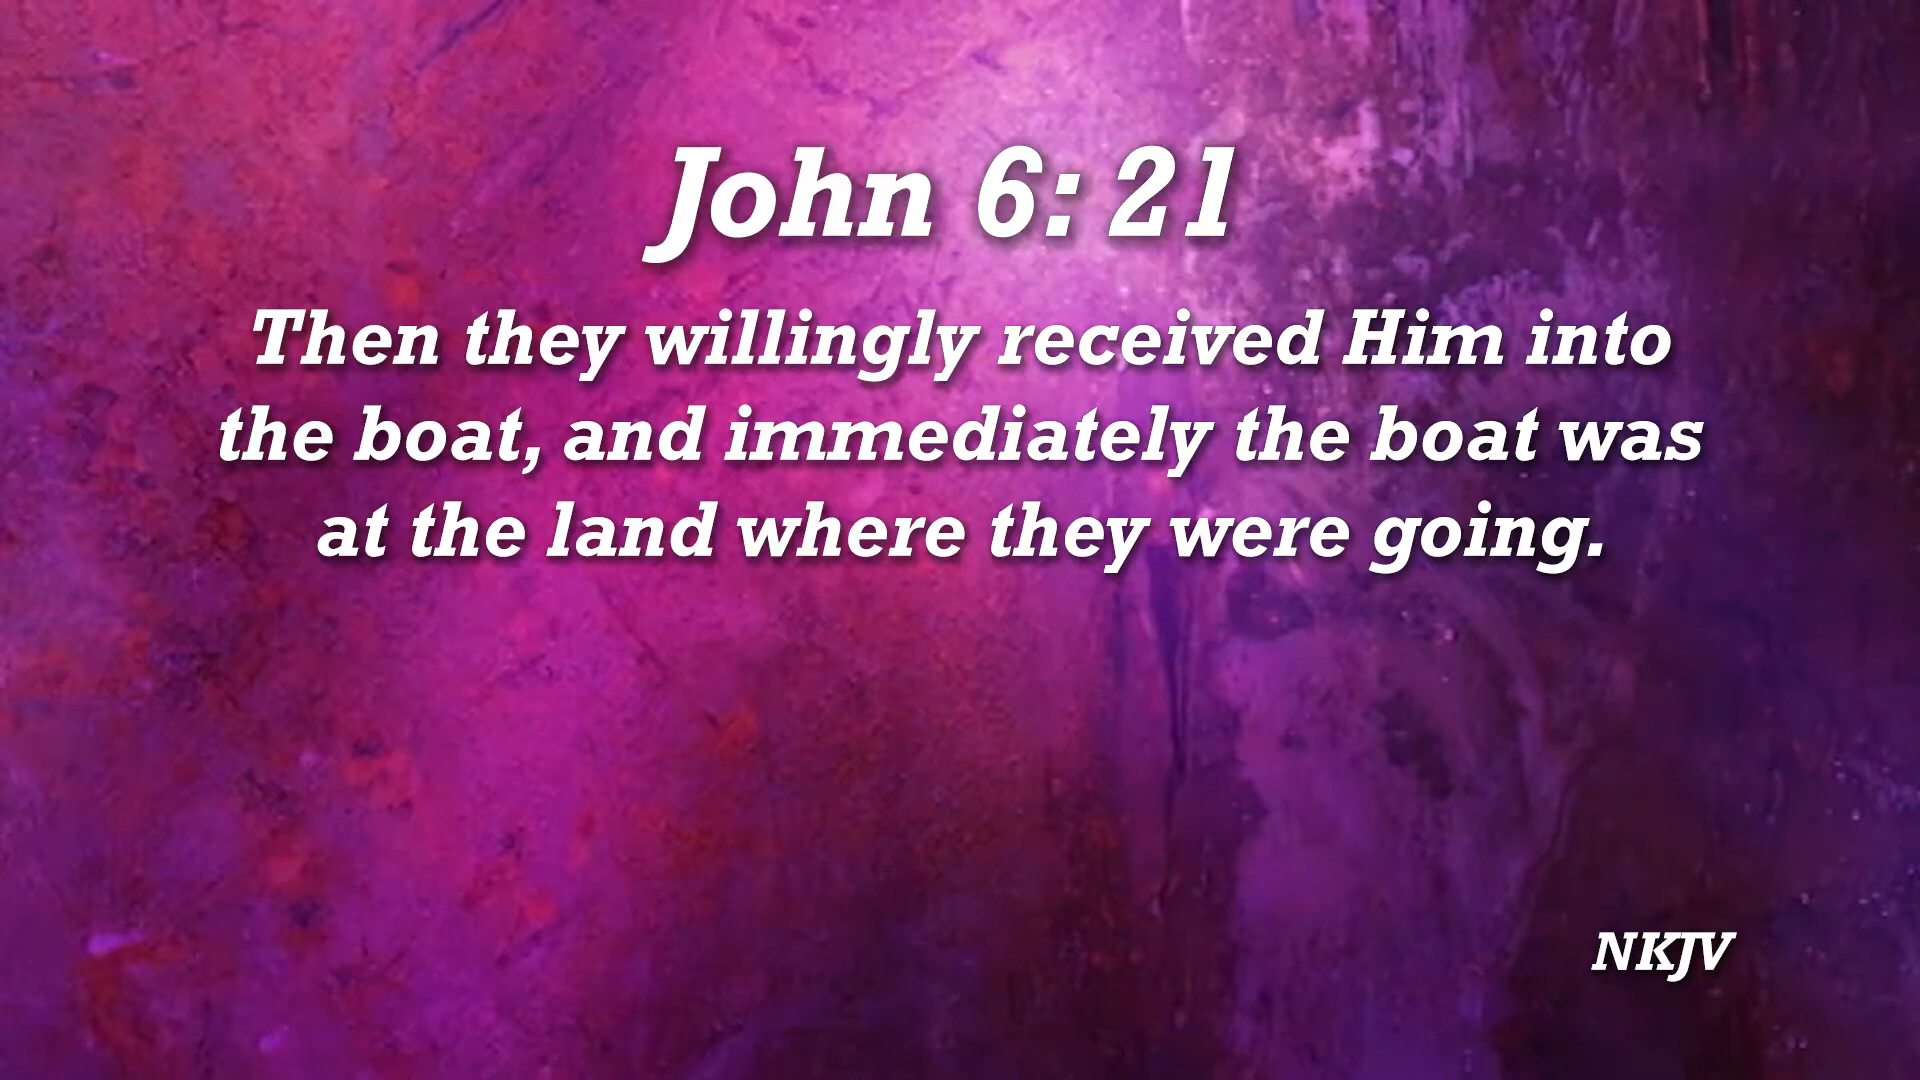 John 6: 21
Then they willingly received Him into
the boat, and immediately the boat was
at the land where they were going.
NKJV